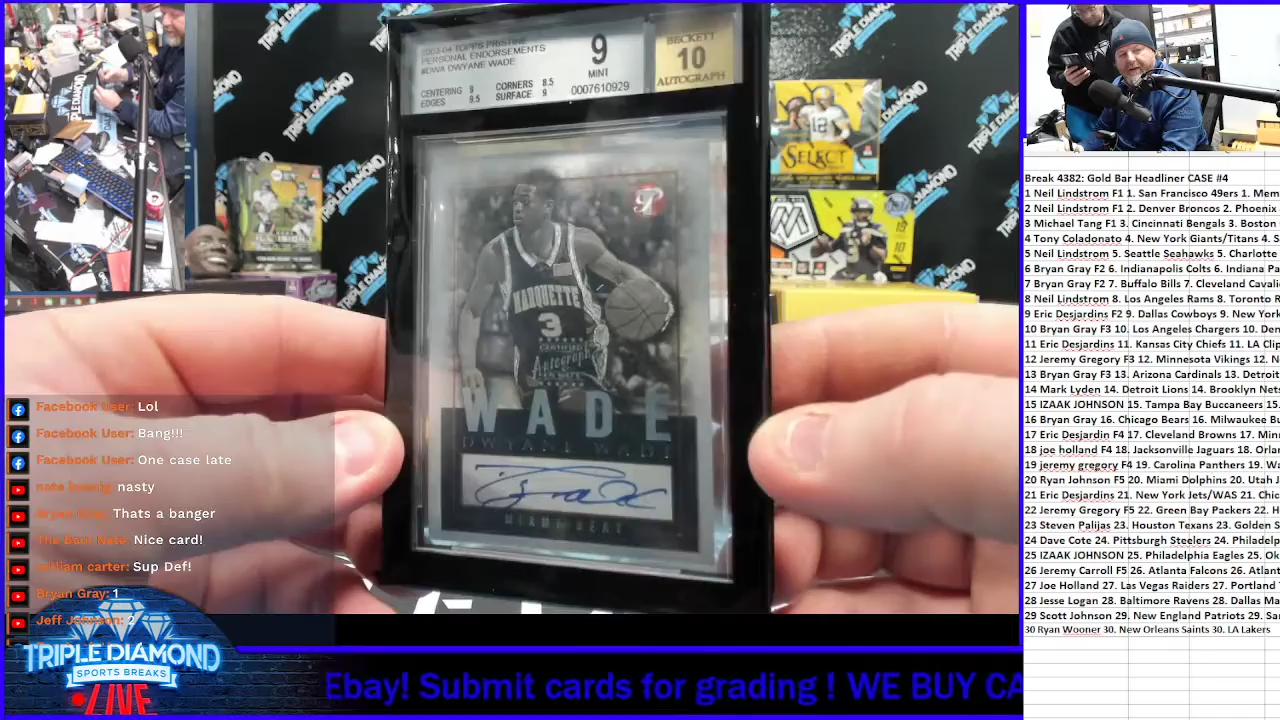 2003-04 TOPPS PRISTINE
PERSONAL ENDORSEMENTS
#DWA DWYANE WADE
CENTERING 9 CORNERS 8.5
EDGES 9.5 SURFACE 9
9
MINT
0007610929
BECKETT
10
AUTOGRAPH
MARQUETTE
3
CERTIFIED
Autograph
WADE
DWYANE WADE
MIAMI HEAT
TRIPLE DIAMOND
12
SELECT
Facebook User: Lol
Facebook User: Bang!!!
Facebook User: One case late
nasty
Bryan Gray: Thats a banger
The Bad Nate: Nice card!
william carter: Sup Def!
Bryan Gray: 1
Jeff Johnson: 2
TRIPLE DIAMOND
SPORTS BREAKS
LIVE
Ebay! Submit cards for grading ! WE BUY
Break 4382: Gold Bar Headliner CASE #4
1 Neil Lindstrom F1 1. San Francisco 49ers 1. Mem
2 Neil Lindstrom F1 2. Denver Broncos 2. Phoenix
3 Michael Tang F1 3. Cincinnati Bengals 3. Boston
4 Tony Colabraro 4. New York Giants/Titans 4. S
5 Neil Lindstrom 5. Seattle Seahawks 5. Charlotte
6 Bryan Gray F2 6. Indianapolis Colts 6. Indiana Pa
7 Bryan Gray F2 7. Buffalo Bills 7. Cleveland Cavali
8 Neil Lindstrom 8. Los Angeles Rams 8. Toronto R
9 Eric Desjardins F2 9. Dallas Cowboys 9. New York
10 Bryan Gray F3 10. Los Angeles Chargers 10. Den
11 Eric Desjardins 11. Kansas City Chiefs 11. LA Clip
12 Jeremy Gregory F3 12. Minnesota Vikings 12. N
13 Bryan Gray F3 13. Arizona Cardinals 13. Detroit
14 Mark Lyden 14. Detroit Lions 14. Brooklyn Net
15 IZAAK JOHNSON 15. Tampa Bay Buccaneers 15.
16 Bryan Gray 16. Chicago Bears 16. Milwaukee Bu
17 Eric Desjardin F4 17. Cleveland Browns 17. Min
18 joe holland F4 18. Jacksonville Jaguars 18. Orlan
19 Jeremy gregory F4 19. Carolina Panthers 19. Wa
20 Ryan Johnson F5 20. Miami Dolphins 20. Utah J
21 Eric Desjardins 21. New York Jets/WAS 21. Chic
22 Jeremy Gregory F5 22. Green Bay Packers 22. H
23 Steven Palijas 23. Houston Texans 23. Golden S
24 Dave Cote 24. Pittsburgh Steelers 24. Philadelp
25 IZAAK JOHNSON 25. Philadelphia Eagles 25. Ok
26 Jeremy Carroll F5 26. Atlanta Falcons 26. Atlant
27 Joe Holland 27. Las Vegas Raiders 27. Portland
28 Jesse Logan 28. Baltimore Ravens 28. Dallas Ma
29 Scott Johnson 29. New England Patriots 29. Sa
30. New Orleans Saints 30. LA Lakers